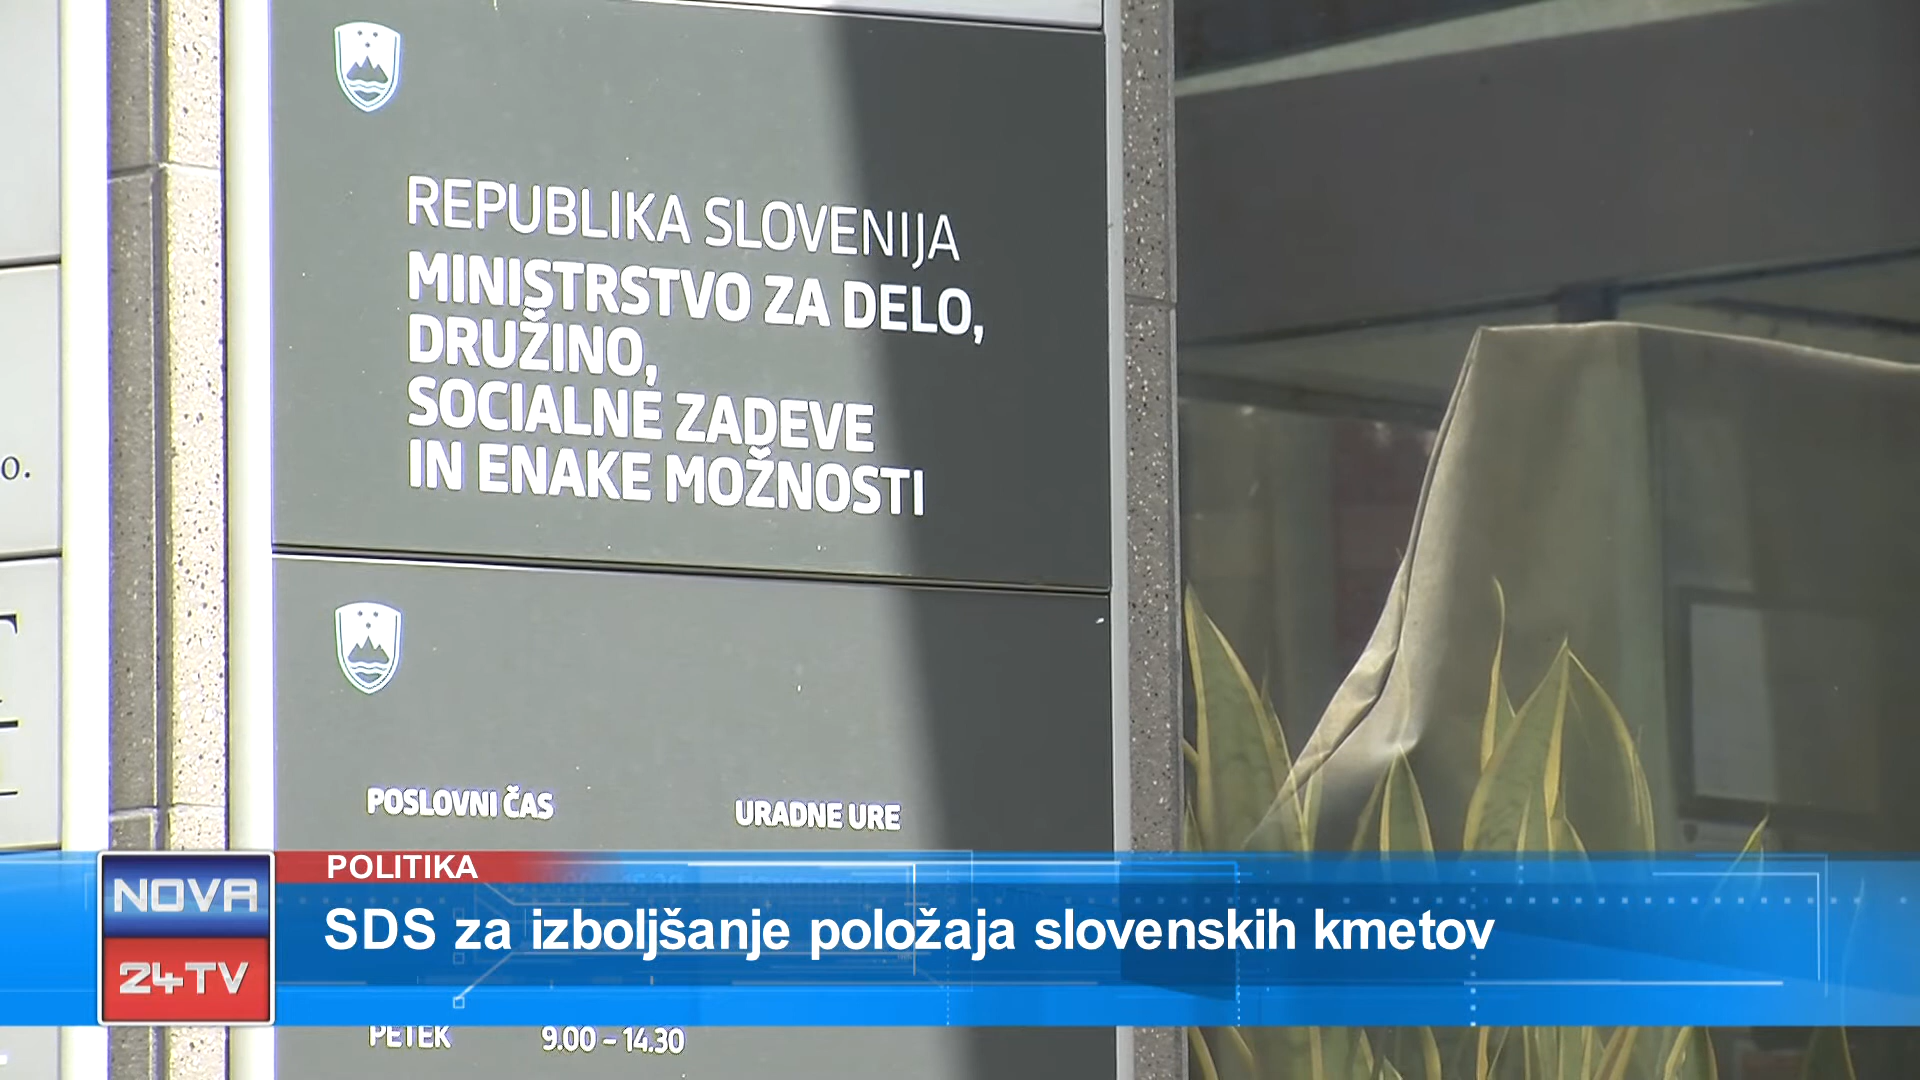 REPUBLIKA SLOVENIJA
MINISTRSTVO ZA DELO,
DRUŽINO,
SOCIALNE ZADEVE
IN ENAKE MOŽNOSTI
o.
POSLOVNI ČAS
URADNE URE
POLITIKA
NOVA
24TV
SDS za izboljšanje položaja slovenskih kmetov
PETEK 9.00 – 14.30